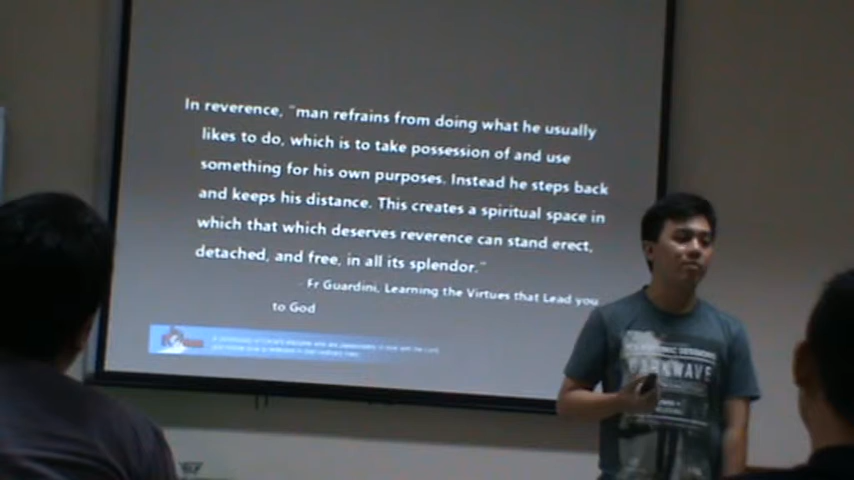 In reverence, "man refrains from doing what he usually
likes to do, which is to take possession of and use
something for his own purposes. Instead he steps back
and keeps his distance. This creates a spiritual space in
which that which deserves reverence can stand erect,
detached, and free, in all its splendor."
- Fr Guardini, Learning the Virtues that Lead you
to God
WAVE